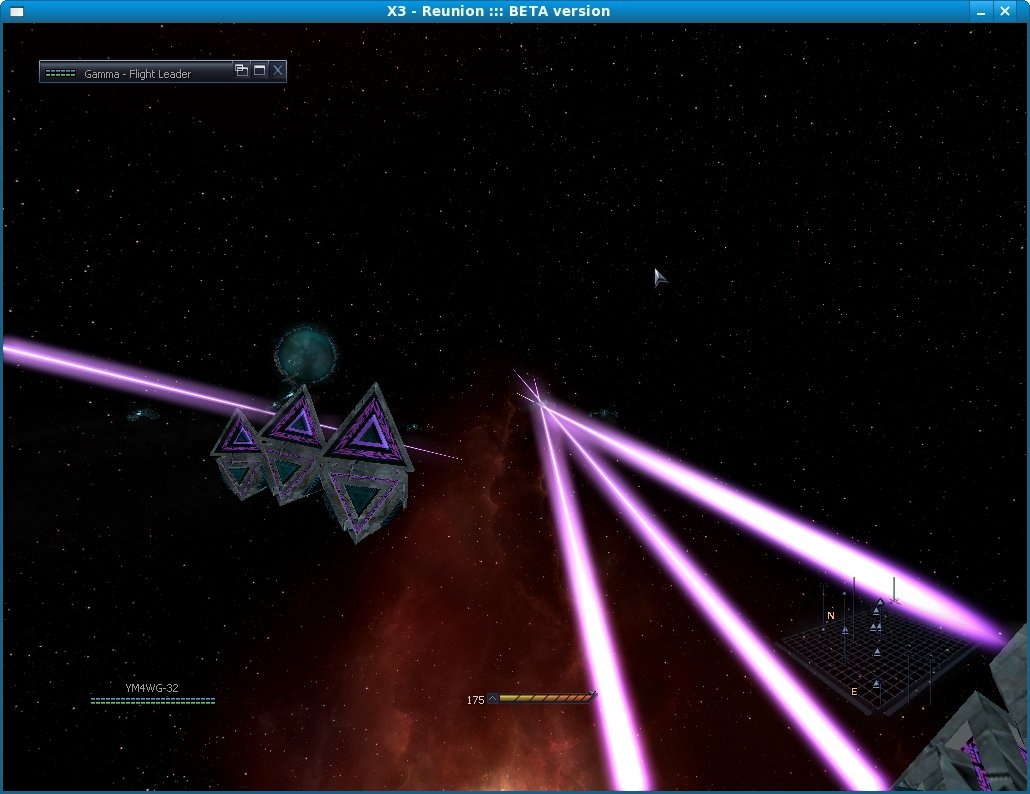 X3 - Reunion ::: BETA version
Gamma - Flight Leader
N
E
YM4WG-32
175